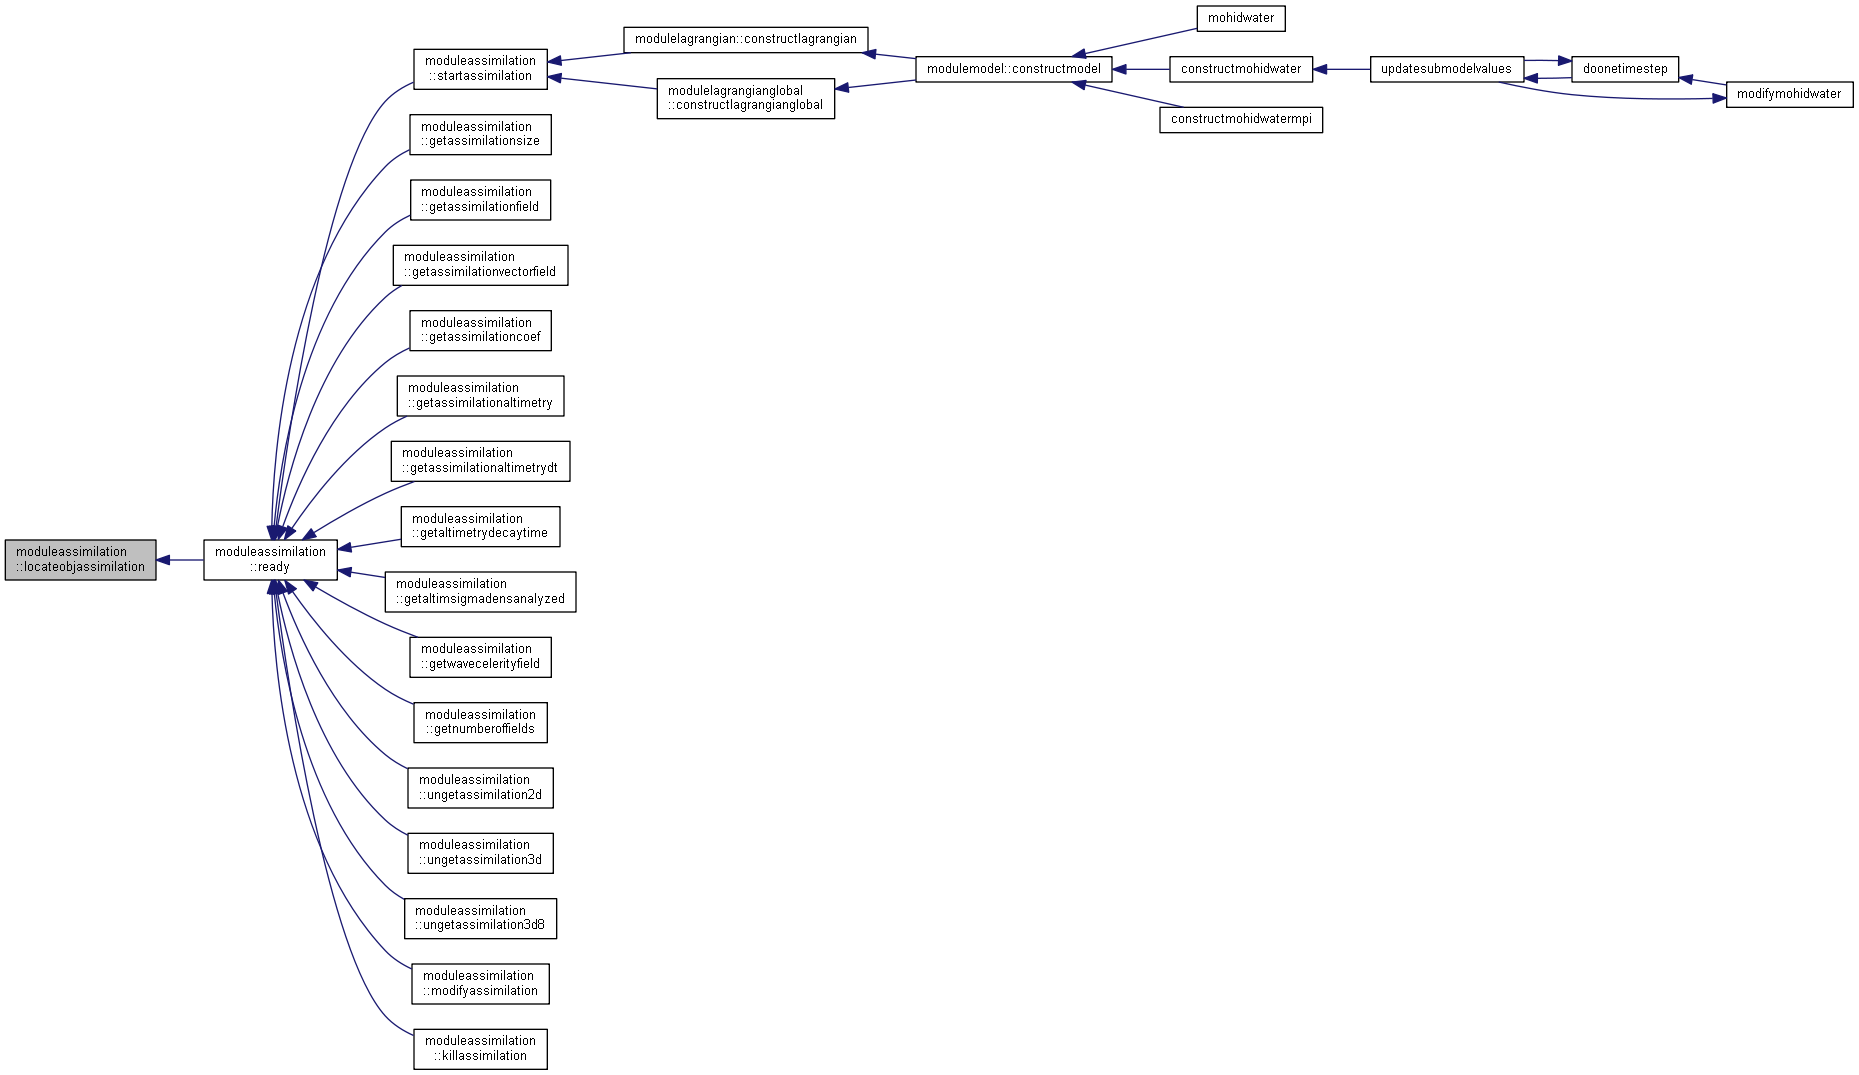 moduleassimilation
::locateobjassimilation
moduleassimilation
::ready
moduleassimilation
::startassimilation
moduleassimilation
::getassimilationsize
moduleassimilation
::getassimilationfield
moduleassimilation
::getassimilationvectorfield
moduleassimilation
::getassimilationcoef
moduleassimilation
::getassimilationaltimetry
moduleassimilation
::getassimilationaltimetrydt
moduleassimilation
::getaltimetrydecaytime
moduleassimilation
::getaltimsigmadensanalyzed
moduleassimilation
::getwavecelerityfield
moduleassimilation
::getnumberoffields
moduleassimilation
::ungetassimilation2d
moduleassimilation
::ungetassimilation3d
moduleassimilation
::ungetassimilation3d8
moduleassimilation
::modifyassimilation
moduleassimilation
::killassimilation
modulelagrangian::constructlagrangian
modulelagrangianglobal
::constructlagrangianglobal
modulemodel::constructmodel
mohidwater
constructmohidwater
constructmohidwatermpi
updatesubmodelvalues
doonetimestep
modifymohidwater